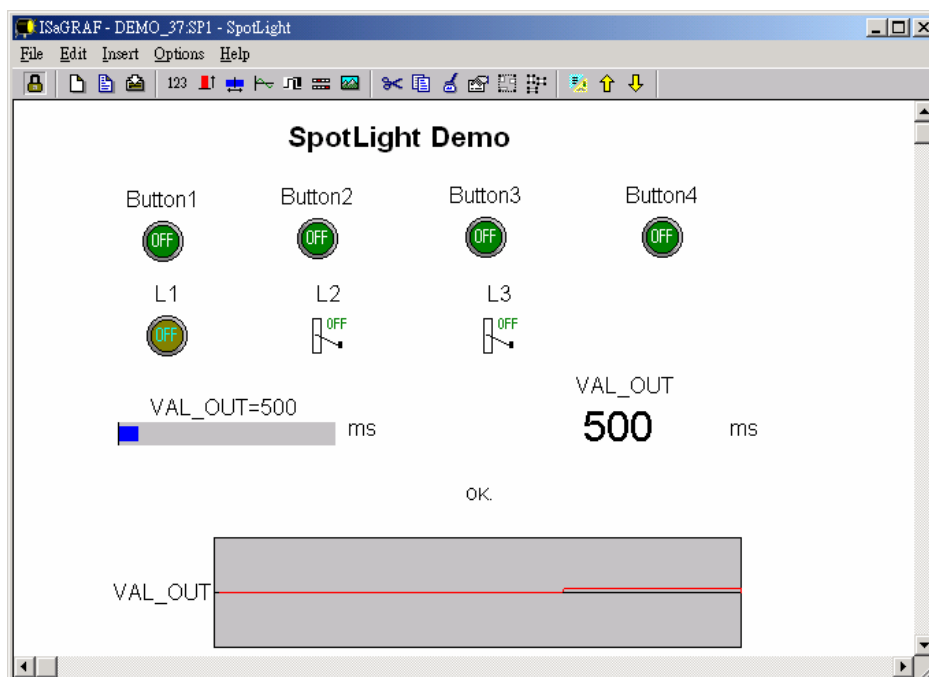 ISaGRAF - DEMO_37:SP1 - SpotLight
File Edit Insert Options Help
123
SpotLight Demo
Button1 Button2 Button3 Button4
OFF OFF OFF OFF
L1 L2 L3
OFF OFF OFF
VAL_OUT
VAL_OUT=500
500 ms
ms
OK.
VAL_OUT